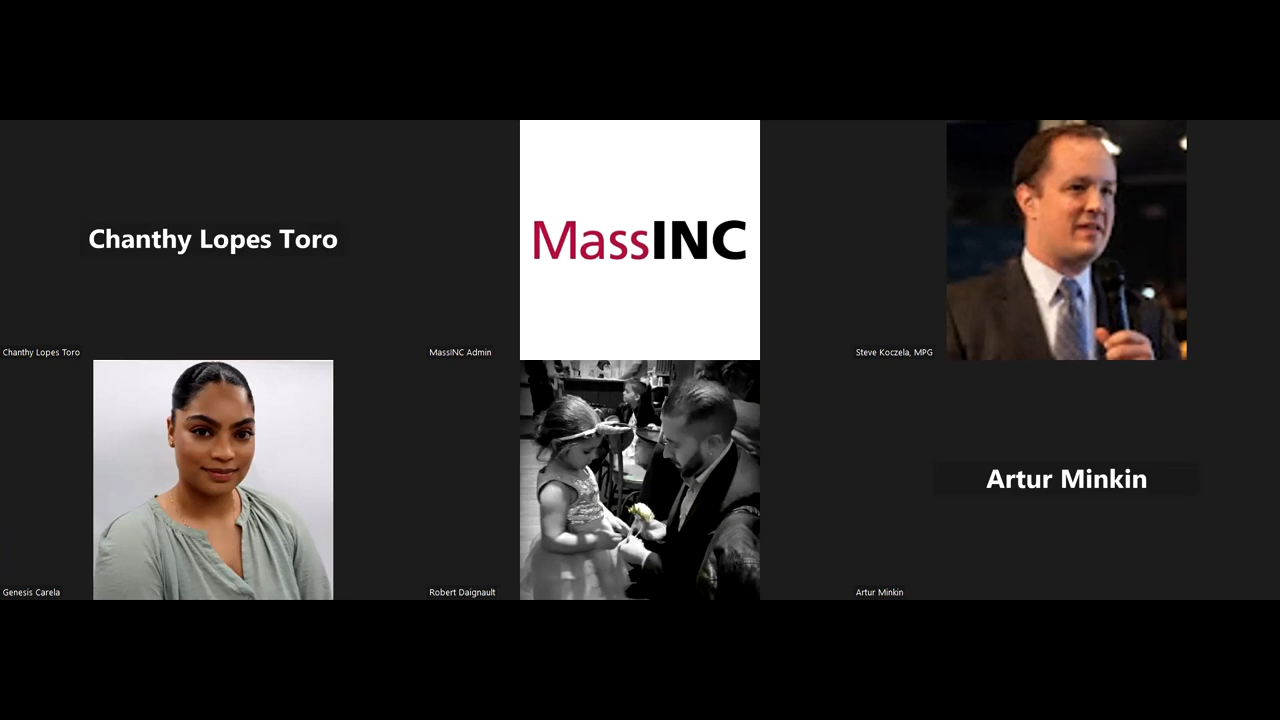 Chanthy Lopes Toro
MassINC
Chanthy Lopes Toro
MassINC Admin
Steve Koczela, MPG
Artur Minkin
Genesis Carela
Robert Daignault
Artur Minkin